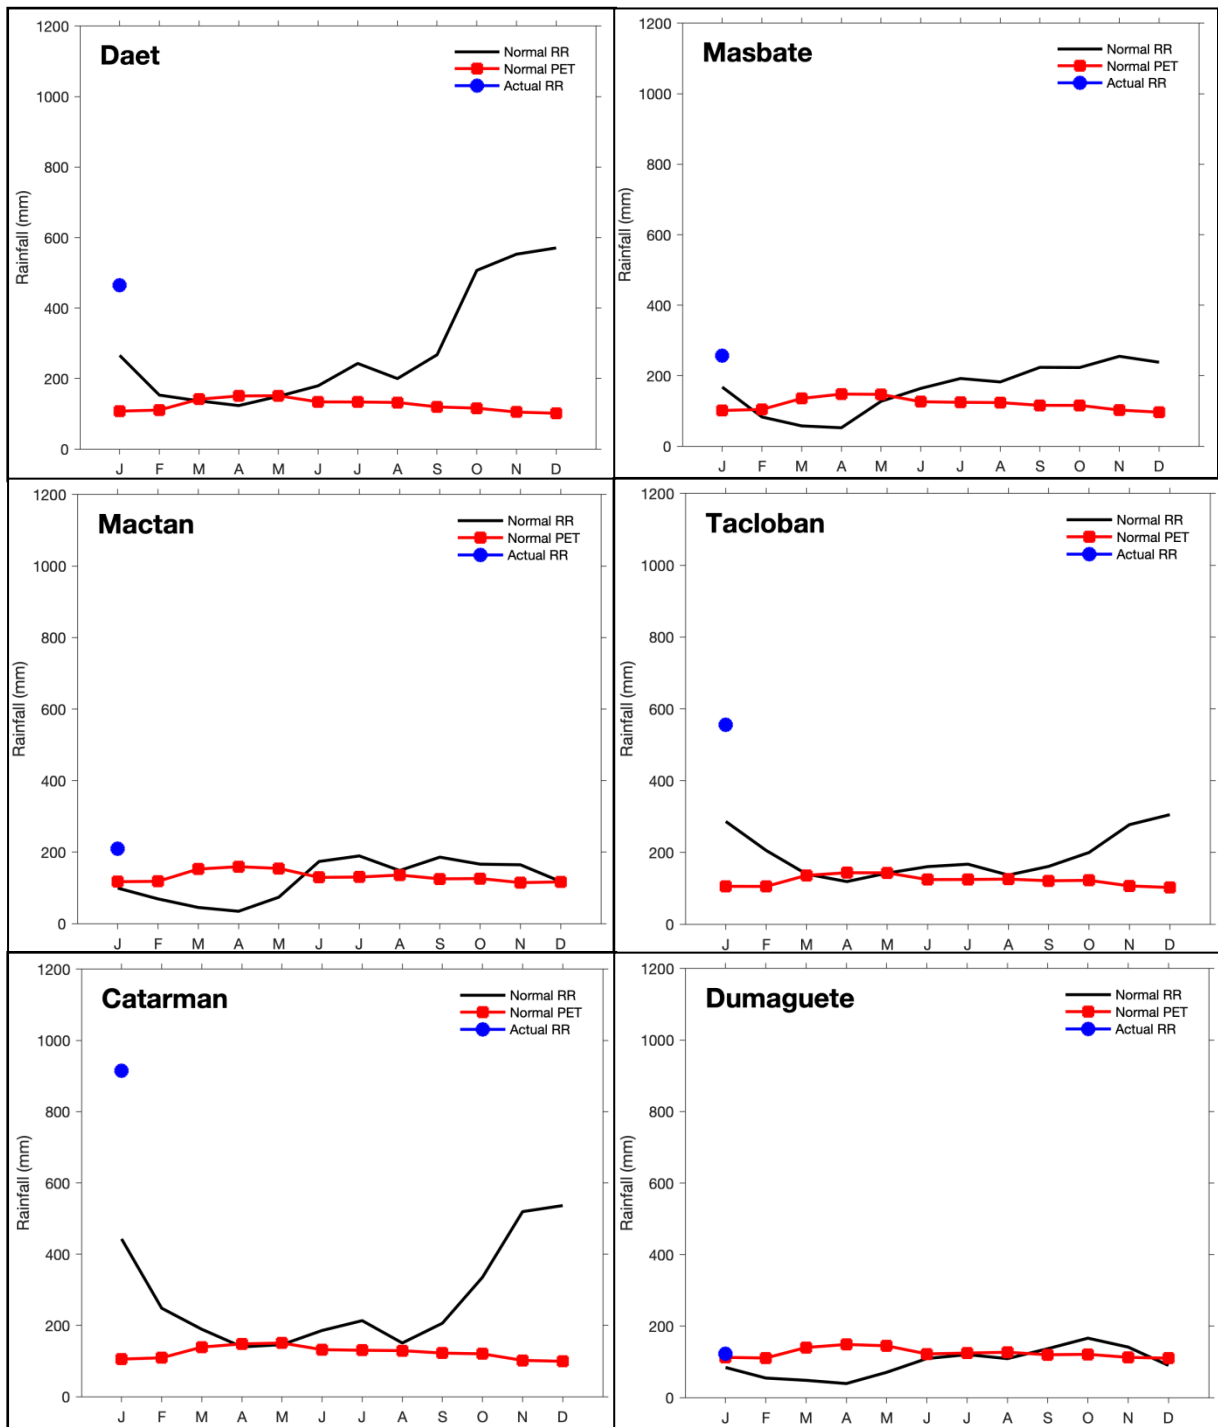 Daet
Normal RR
Normal PET
Actual RR
Rainfall (mm)
1200
1000
800
600
400
200
0
J F M A M J J A S O N D
Masbate
Normal RR
Normal PET
Actual RR
Rainfall (mm)
1200
1000
800
600
400
200
0
J F M A M J J A S O N D
Mactan
Normal RR
Normal PET
Actual RR
Rainfall (mm)
1200
1000
800
600
400
200
0
J F M A M J J A S O N D
Tacloban
Normal RR
Normal PET
Actual RR
Rainfall (mm)
1200
1000
800
600
400
200
0
J F M A M J J A S O N D
Catarman
Normal RR
Normal PET
Actual RR
Rainfall (mm)
1200
1000
800
600
400
200
0
J F M A M J J A S O N D
Dumaguete
Normal RR
Normal PET
Actual RR
Rainfall (mm)
1200
1000
800
600
400
200
0
J F M A M J J A S O N D